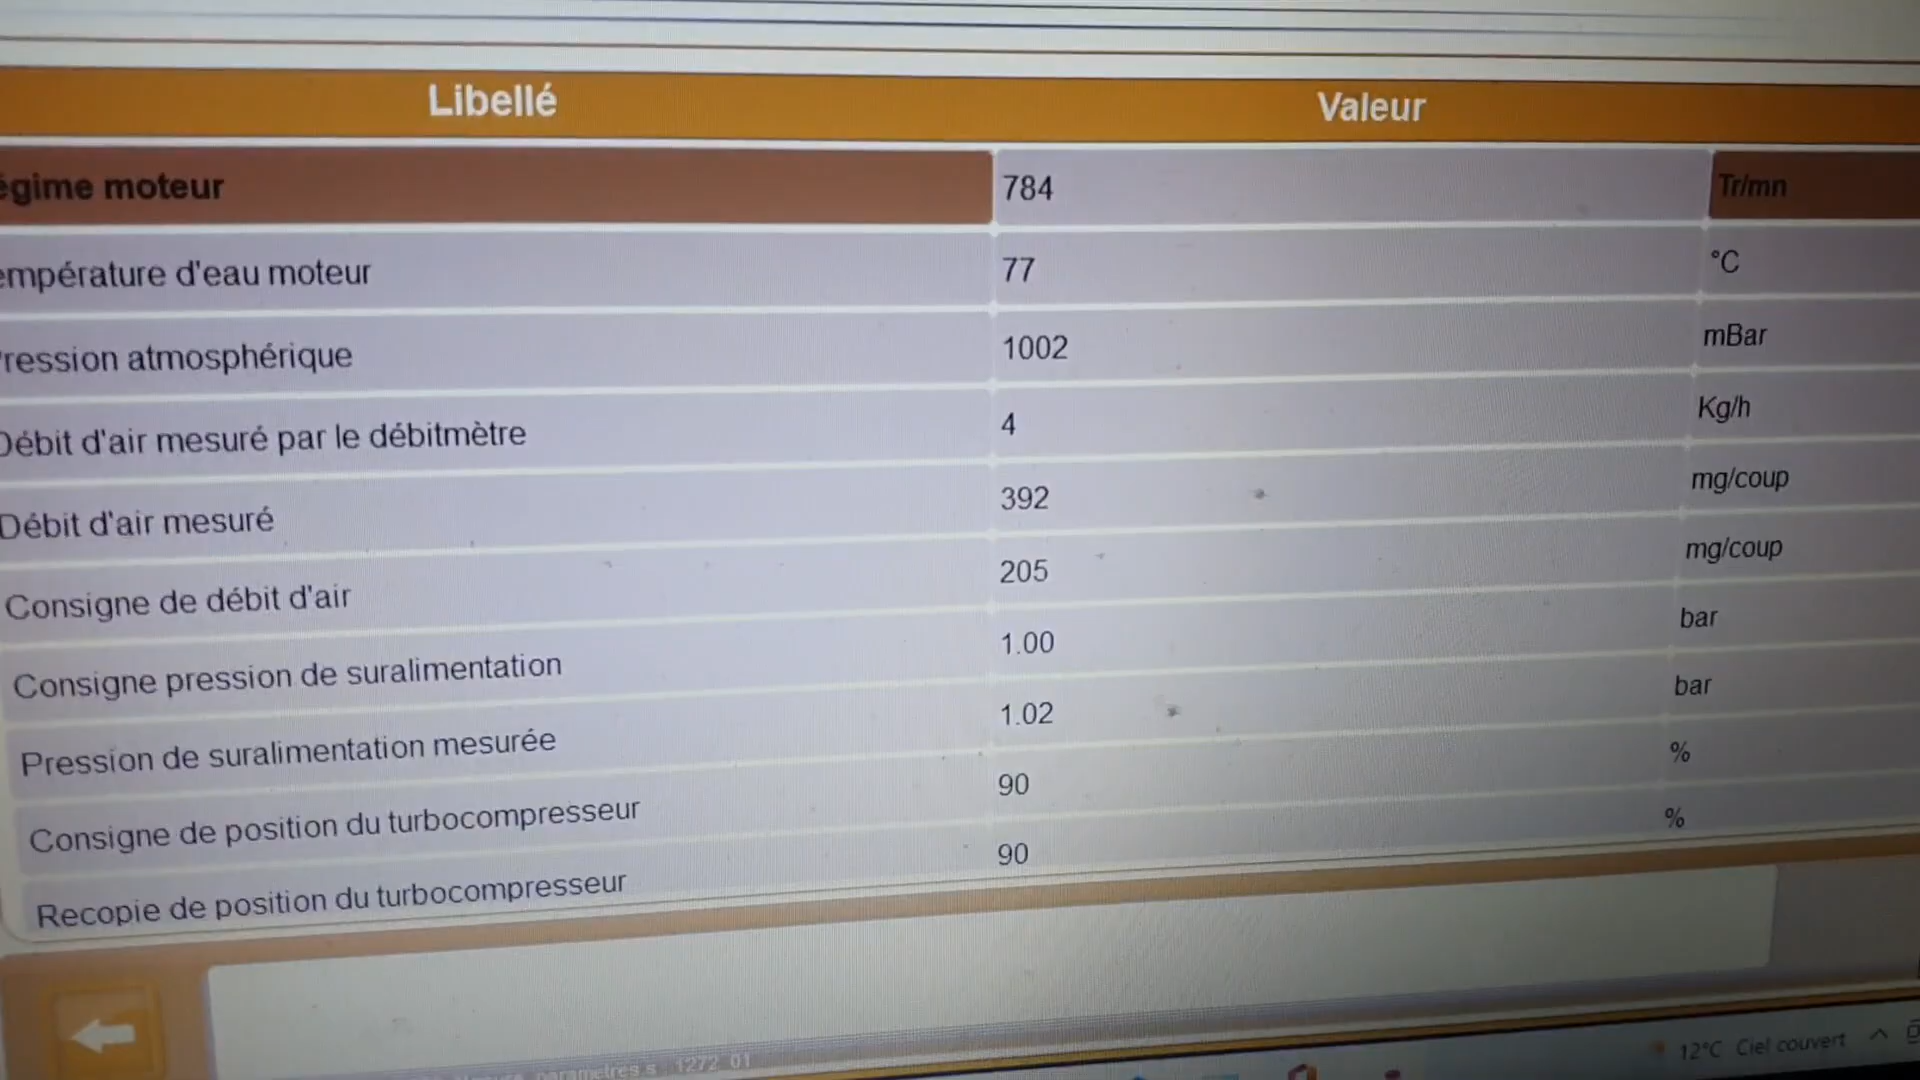 Libellé Valeur
égime moteur 784 Tr/mn
empérature d'eau moteur 77 °C
ression atmosphérique 1002 mBar
Débit d'air mesuré par le débitmètre 4 Kg/h
Débit d'air mesuré 392 mg/coup
Consigne de débit d'air 205 mg/coup
Consigne pression de suralimentation 1.00 bar
Pression de suralimentation mesurée 1.02 bar
Consigne de position du turbocompresseur 90 %
Recopie de position du turbocompresseur 90 %
parametres s : 1272_01
12°C Ciel couvert